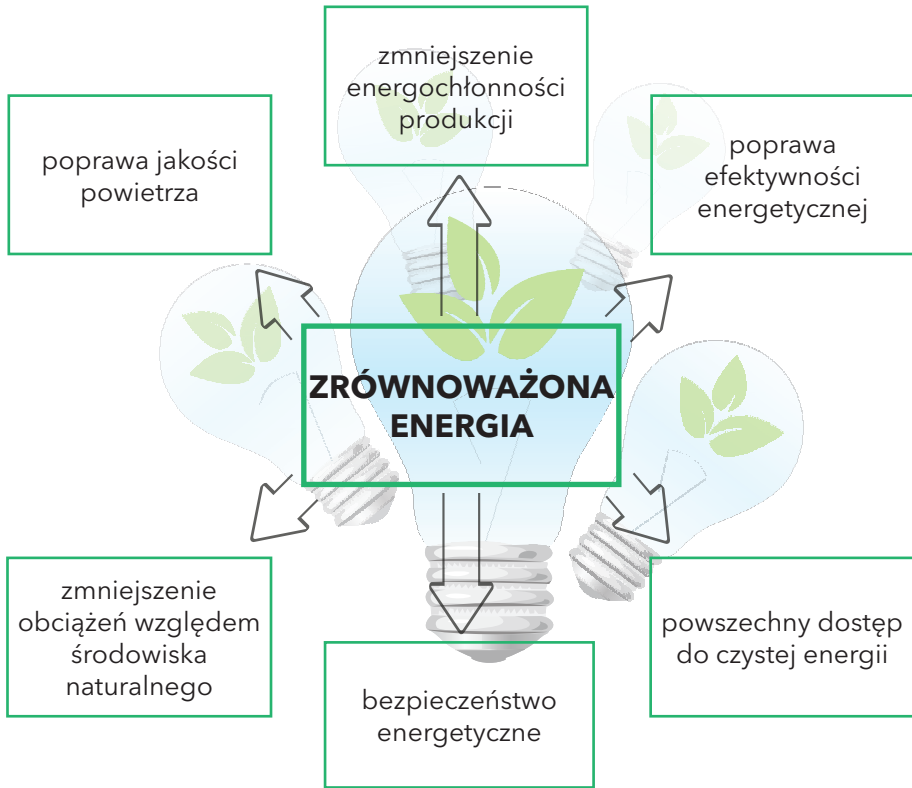 zmniejszenie
energochłonności
produkcji
poprawa jakości
powietrza
poprawa
efektywności
energetycznej
ZRÓWNOWAŻONA
ENERGIA
zmniejszenie
obciążeń względem
środowiska
naturalnego
bezpieczeństwo
energetyczne
powszechny dostęp
do czystej energii